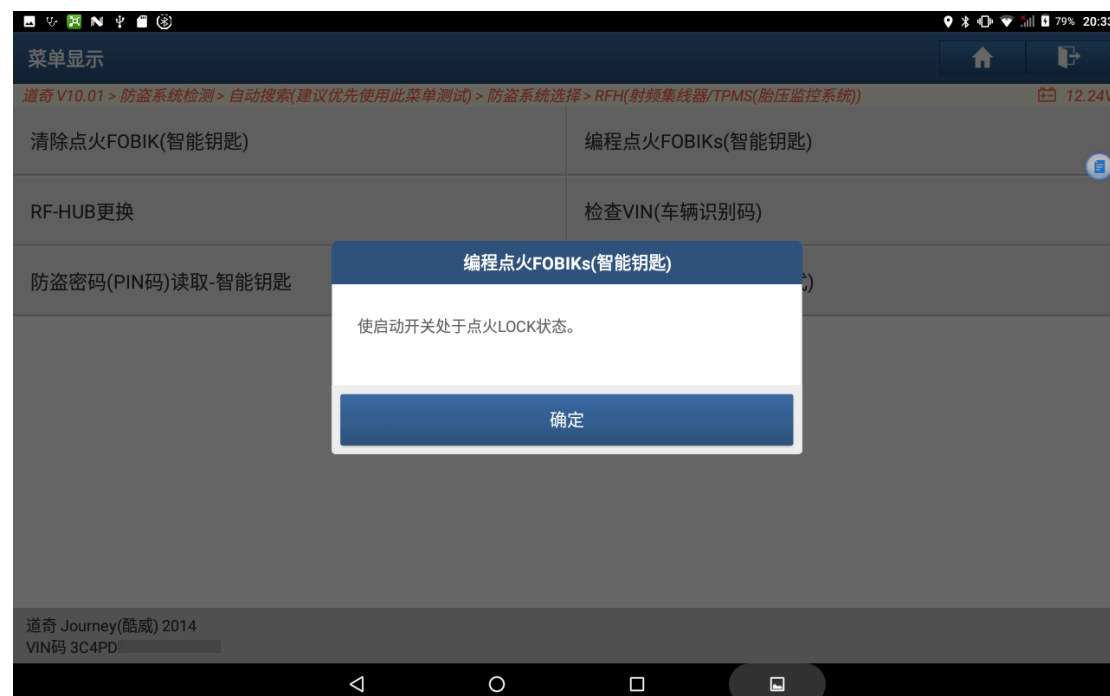 79% 20:33
菜单显示
道奇 V10.01 > 防盗系统检测 > 自动搜索(建议优先使用此菜单测试) > 防盗系统选择 > RFH(射频集线器/TPMS(胎压监控系统))
12.24V
清除点火FOBIK(智能钥匙)
编程点火FOBIKs(智能钥匙)
RF-HUB更换
检查VIN(车辆识别码)
防盗密码(PIN码)读取-智能钥匙
编程点火FOBIKs(智能钥匙)
使启动开关处于点火LOCK状态。
确定
道奇 Journey(酷威) 2014
VIN码 3C4PD